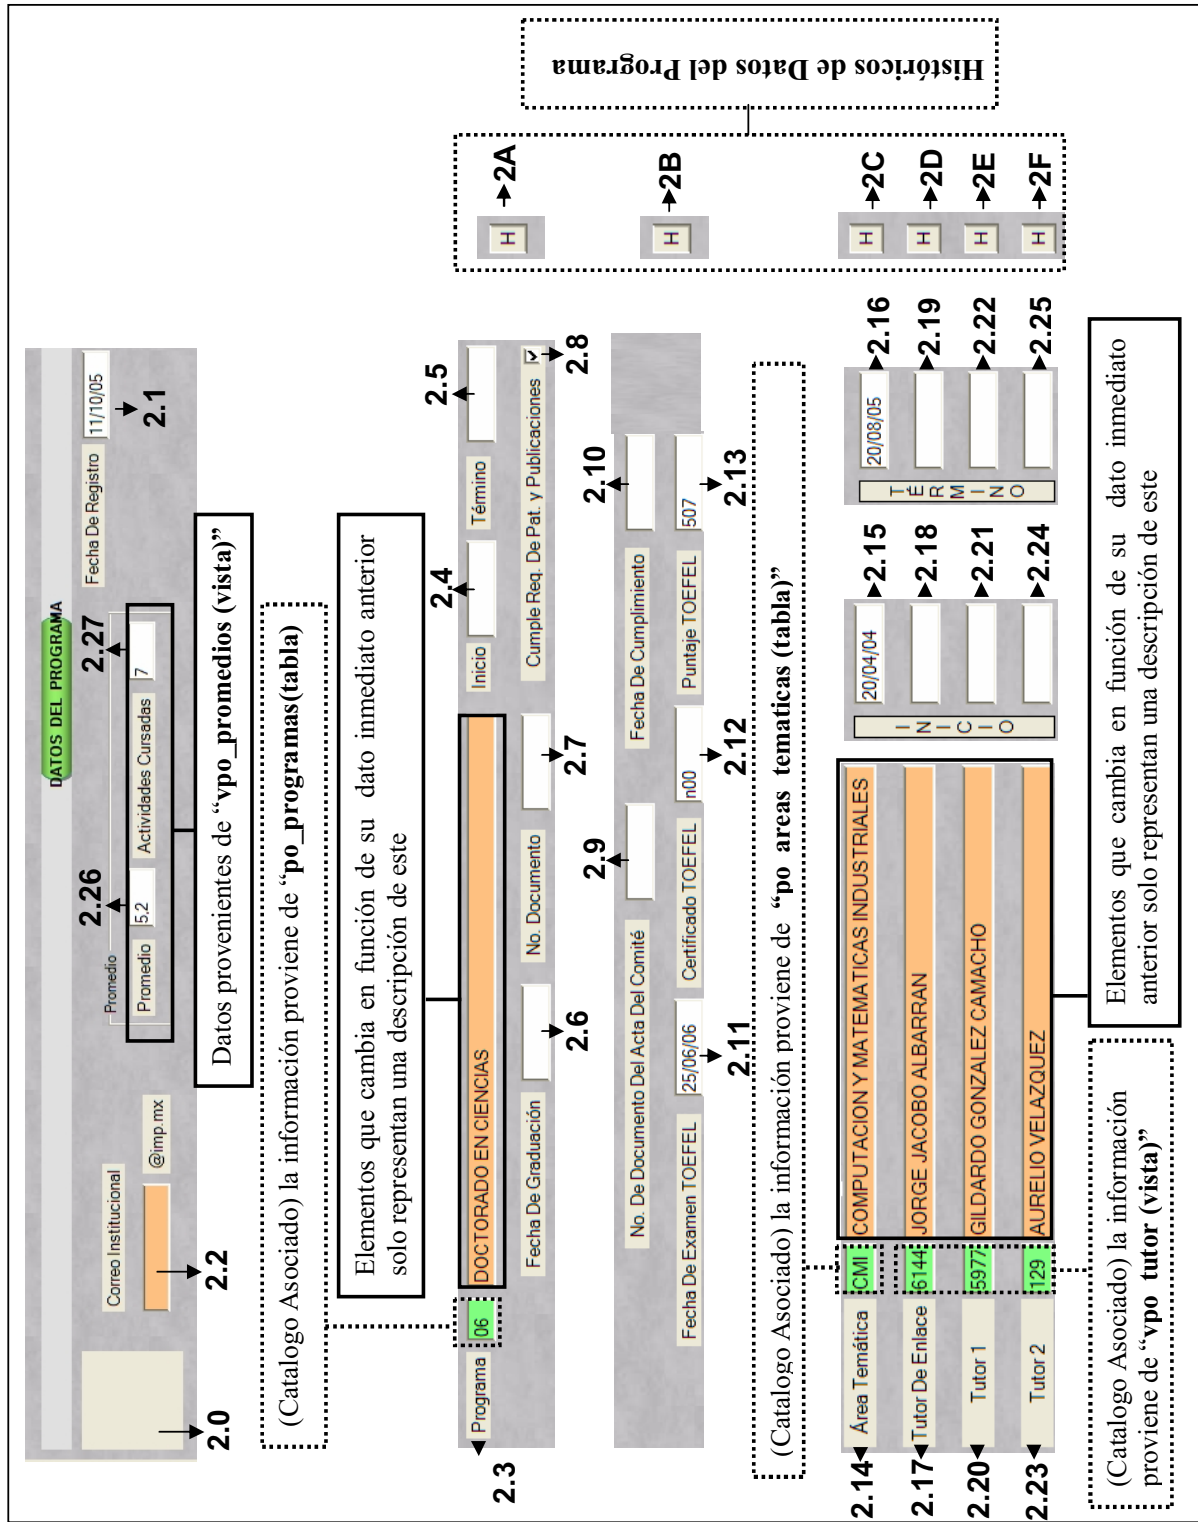 DATOS DEL PROGRAMA
Correo Institucional
@imp.mx
Promedio
Promedio 5.2 Actividades Cursadas 7
Fecha De Registro 11/10/05
2.0
2.2
2.26
2.27
2.1
Datos provenientes de “vpo_promedios (vista)”
(Catalogo Asociado) la información proviene de “po_programas(tabla)
Elementos que cambia en función de su dato inmediato anterior
solo representan una descripción de este
2.3
2.4
2.5
Programa 06 DOCTORADO EN CIENCIAS Inicio Término
Fecha De Graduación No. Documento Cumple Req. De Pat. y Publicaciones
2.6
2.7
2.8
2.9
2.10
No. De Documento Del Acta Del Comité Fecha De Cumplimiento
Fecha De Examen TOEFEL 25/06/06 Certificado TOEFEL n00 Puntaje TOEFEL 507
2.11
2.12
2.13
(Catalogo Asociado) la información proviene de “po areas tematicas (tabla)”
2.14 Área Temática CMI COMPUTACION Y MATEMATICAS INDUSTRIALES 20/04/04 2.15 20/08/05 2.16
2.17 Tutor De Enlace 6144 JORGE JACOBO ALBARRAN 2.18 2.19
2.20 Tutor 1 5977 GILDARDO GONZALEZ CAMACHO 2.21 2.22
2.23 Tutor 2 129 AURELIO VELAZQUEZ 2.24 2.25
INICIO
TÉRMINO
(Catalogo Asociado) la información
proviene de “vpo tutor (vista)”
Elementos que cambia en función de su dato inmediato
anterior solo representan una descripción de este
H 2A
H 2B
H 2C
H 2D
H 2E
H 2F
Históricos de Datos del Programa